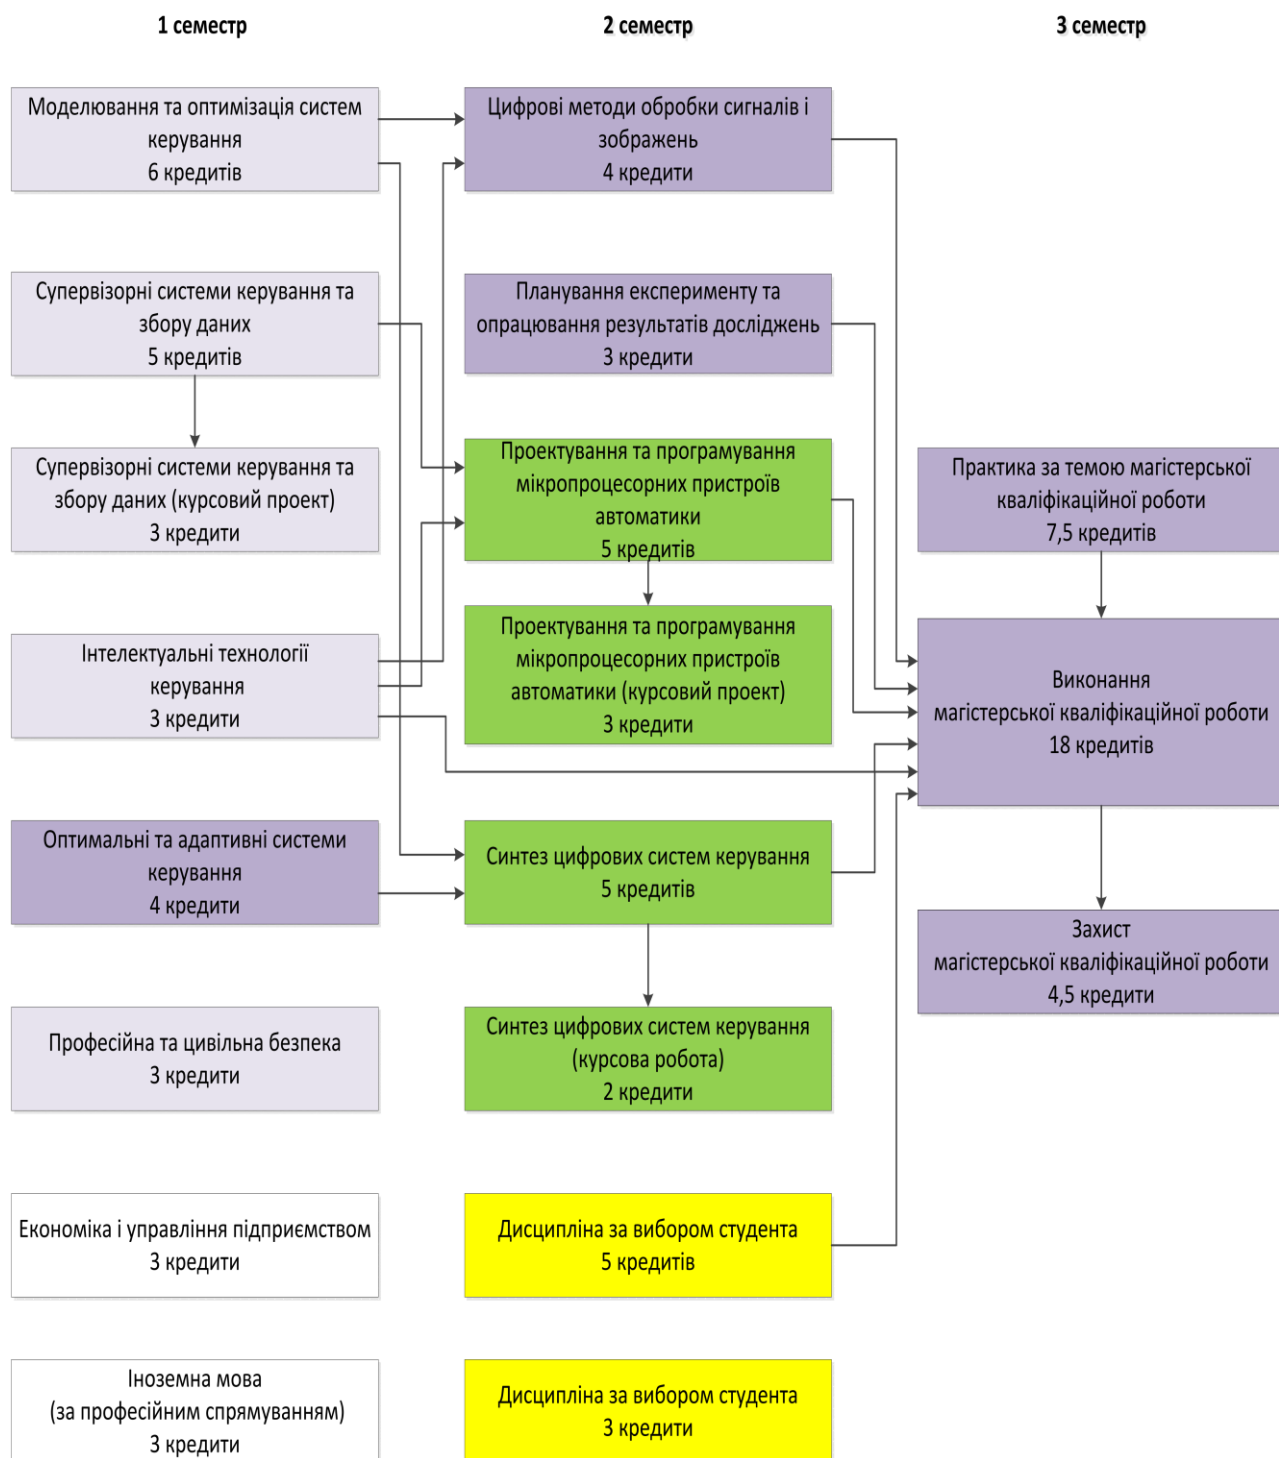 1 семестр
2 семестр
3 семестр
Моделювання та оптимізація систем
керування
6 кредитів
Цифрові методи обробки сигналів і
зображень
4 кредити
Супервізорні системи керування та
збору даних
5 кредитів
Планування експерименту та
опрацювання результатів досліджень
3 кредити
Супервізорні системи керування та
збору даних (курсовий проект)
3 кредити
Проектування та програмування
мікропроцесорних пристроїв
автоматики
5 кредитів
Практика за темою магістерської
кваліфікаційної роботи
7,5 кредитів
Інтелектуальні технології
керування
3 кредити
Проектування та програмування
мікропроцесорних пристроїв
автоматики (курсовий проект)
3 кредити
Виконання
магістерської кваліфікаційної роботи
18 кредитів
Оптимальні та адаптивні системи
керування
4 кредити
Синтез цифрових систем керування
5 кредитів
Захист
магістерської кваліфікаційної роботи
4,5 кредити
Професійна та цивільна безпека
3 кредити
Синтез цифрових систем керування
(курсова робота)
2 кредити
Економіка і управління підприємством
3 кредити
Дисципліна за вибором студента
5 кредитів
Іноземна мова
(за професійним спрямуванням)
3 кредити
Дисципліна за вибором студента
3 кредити